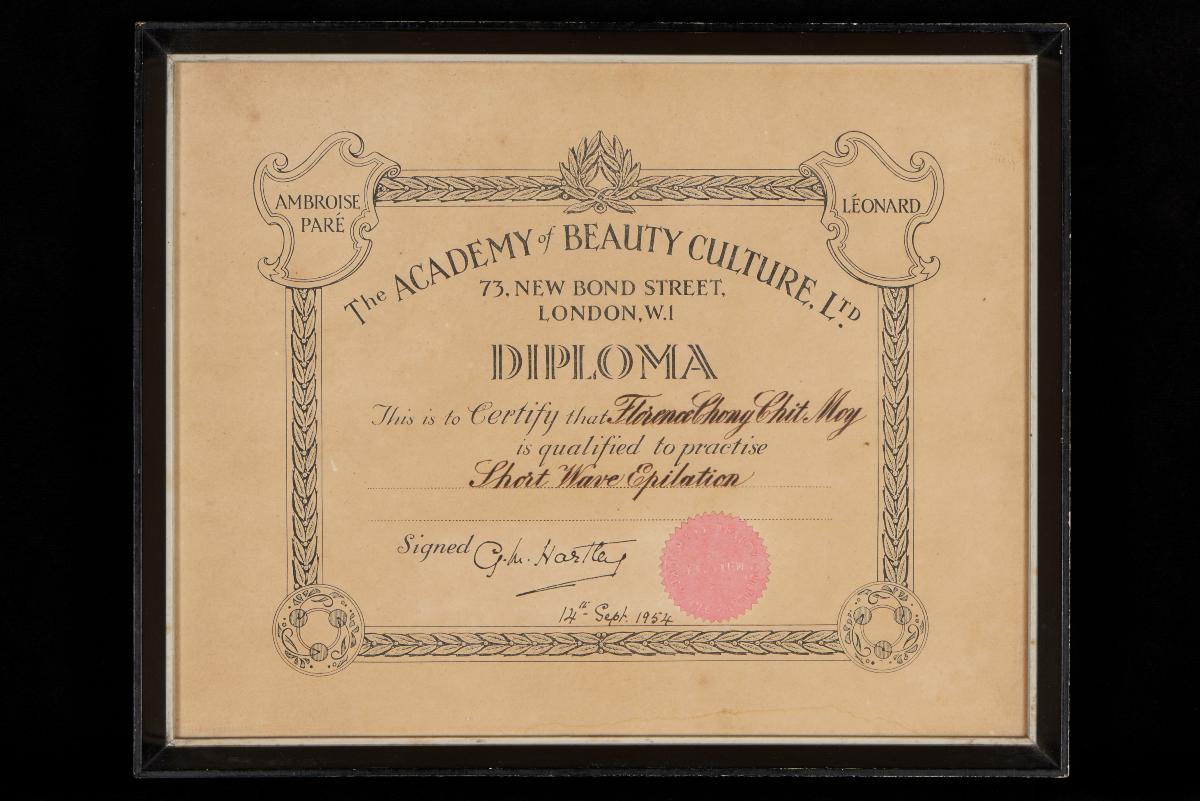 AMBROISE
PARÉ
LÉONARD
The ACADEMY of BEAUTY CULTURE, LTD.
73, NEW BOND STREET,
LONDON, W.1
DIPLOMA
This is to Certify that Florence Chong Chit Moy
is qualified to practise
Short Wave Epilation
Signed G. M. Hartley
14th Sept. 1954